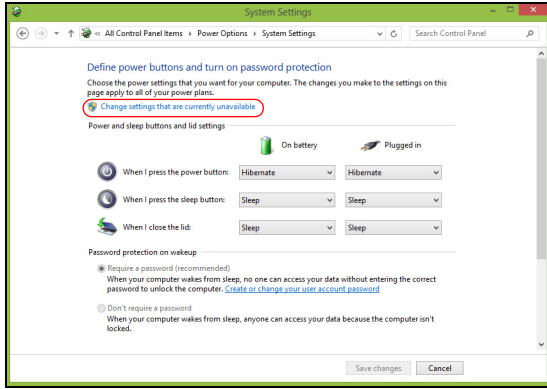 System Settings
« All Control Panel Items › Power Options › System Settings
Search Control Panel
Define power buttons and turn on password protection
Choose the power settings that you want for your computer. The changes you make to the settings on this
page apply to all of your power plans.
Change settings that are currently unavailable
Power and sleep buttons and lid settings
On battery Plugged in
When I press the power button: Hibernate Hibernate
When I press the sleep button: Sleep Sleep
When I close the lid: Sleep Sleep
Password protection on wakeup
Require a password (recommended)
When your computer wakes from sleep, no one can access your data without entering the correct
password to unlock the computer. Create or change your user account password
Don't require a password
When your computer wakes from sleep, anyone can access your data because the computer isn't
locked.
Save changes Cancel